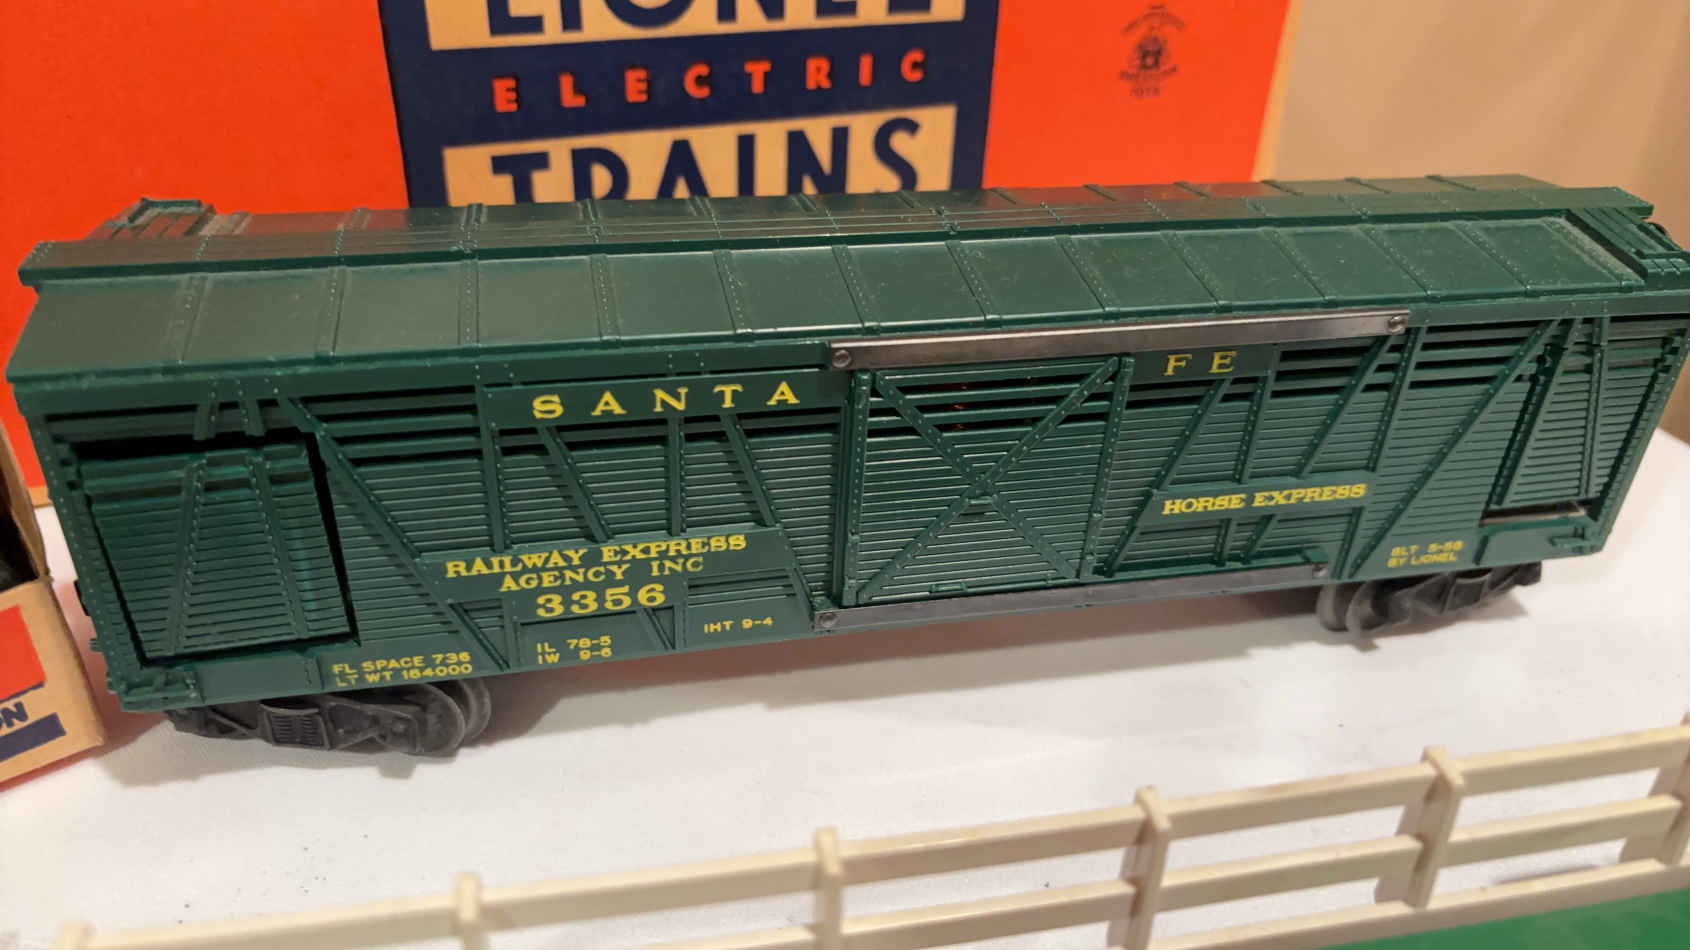 LIONEL
ELECTRIC
TRAINS
SANTA FE
HORSE EXPRESS
RAILWAY EXPRESS
AGENCY INC
3356
BLT 5-56
BY LIONEL
IHT 9-4
IL 78-5
IW 9-6
FL SPACE 736
LT WT 164000